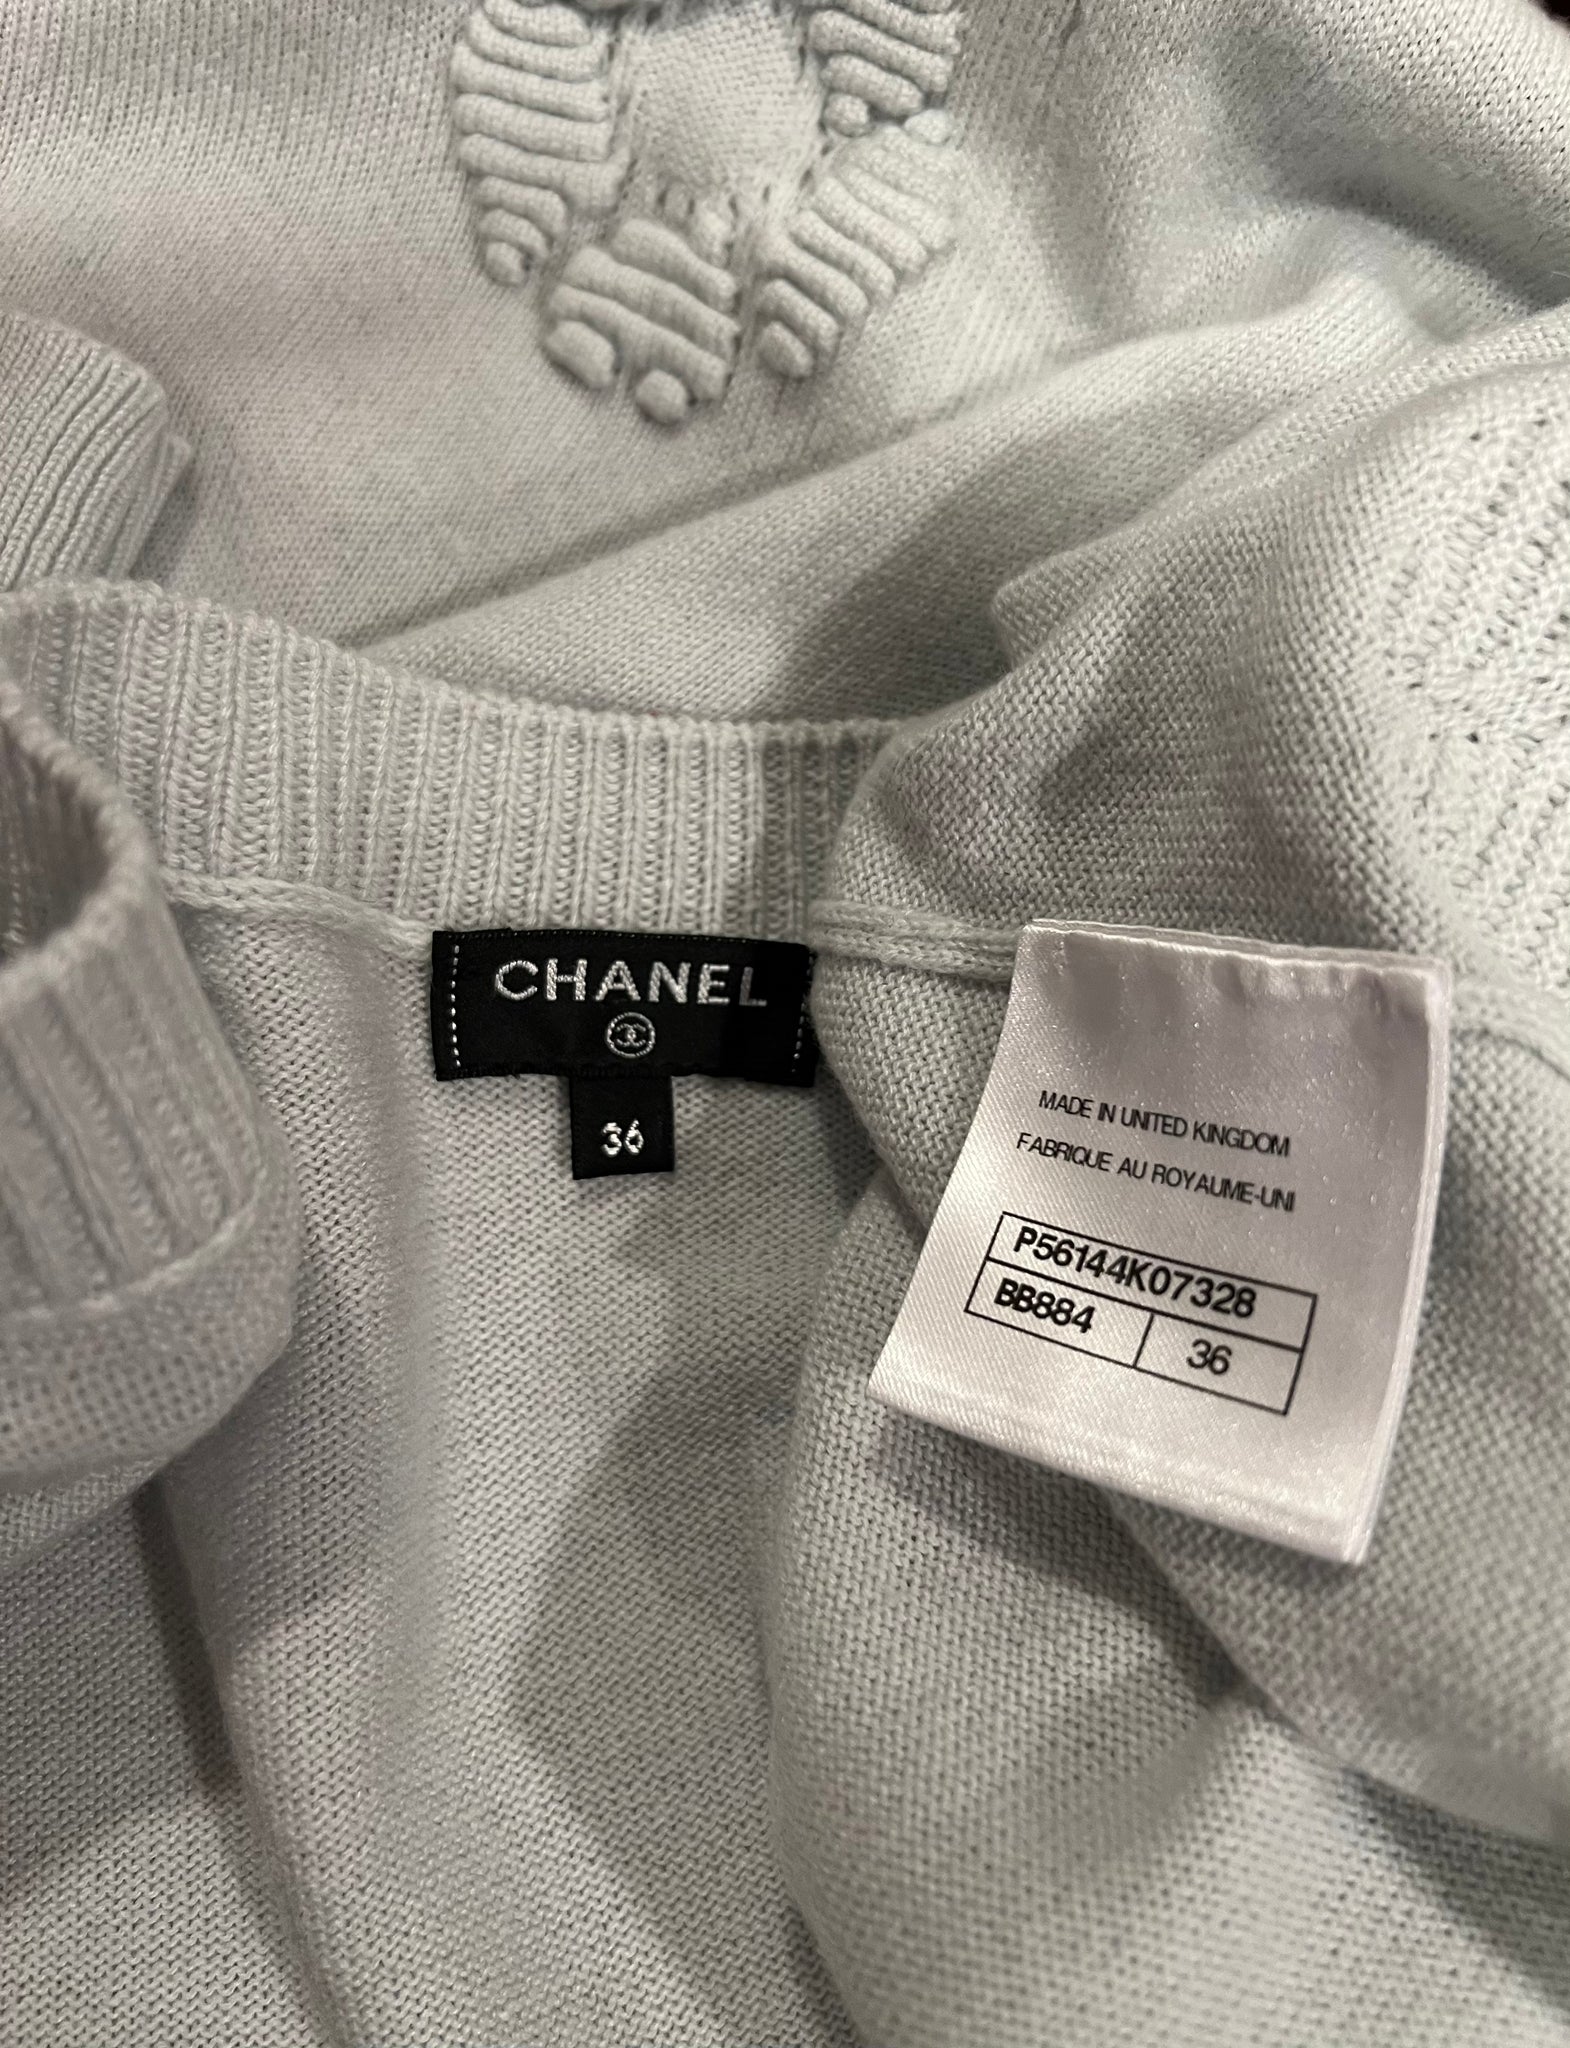 CHANEL
36
MADE IN UNITED KINGDOM
FABRIQUE AU ROYAUME-UNI
P56144K07328
BB884 36